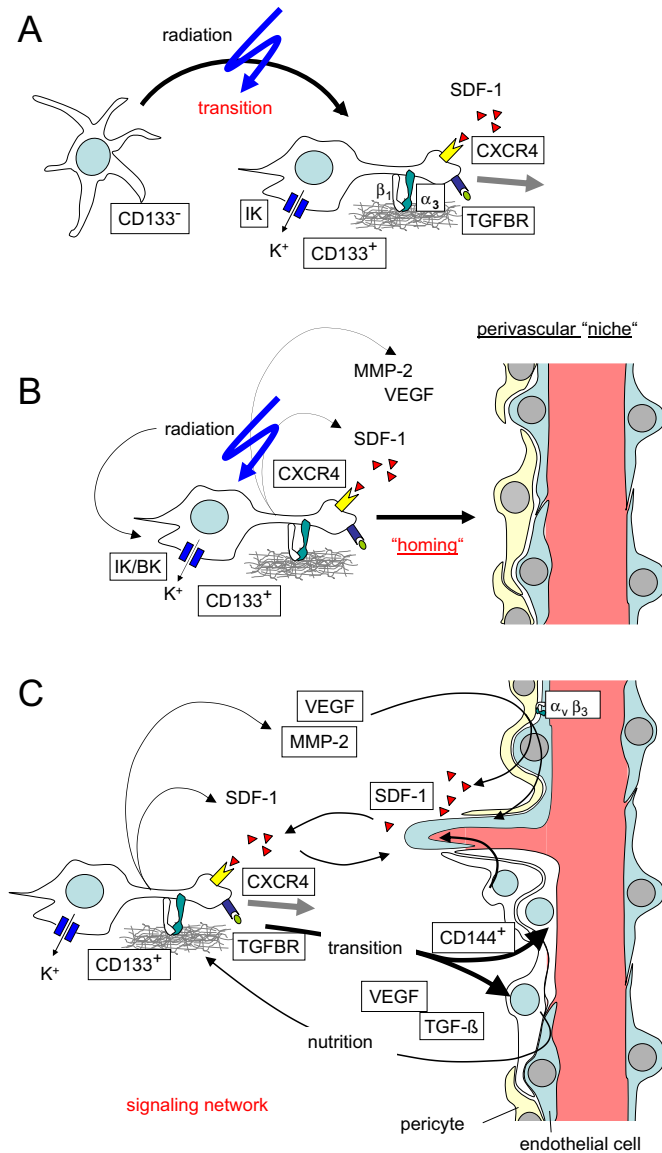 A
radiation
transition
SDF-1
CXCR4
β1
α3
IK
TGFBR
CD133-
K+
CD133+
perivascular “niche“
B
MMP-2
VEGF
radiation
SDF-1
CXCR4
“homing“
IK/BK
K+
CD133+
C
VEGF
αv β3
MMP-2
SDF-1
SDF-1
CXCR4
CD144+
TGFBR
transition
K+
CD133+
VEGF
TGF-ß
nutrition
signaling network
pericyte
endothelial cell